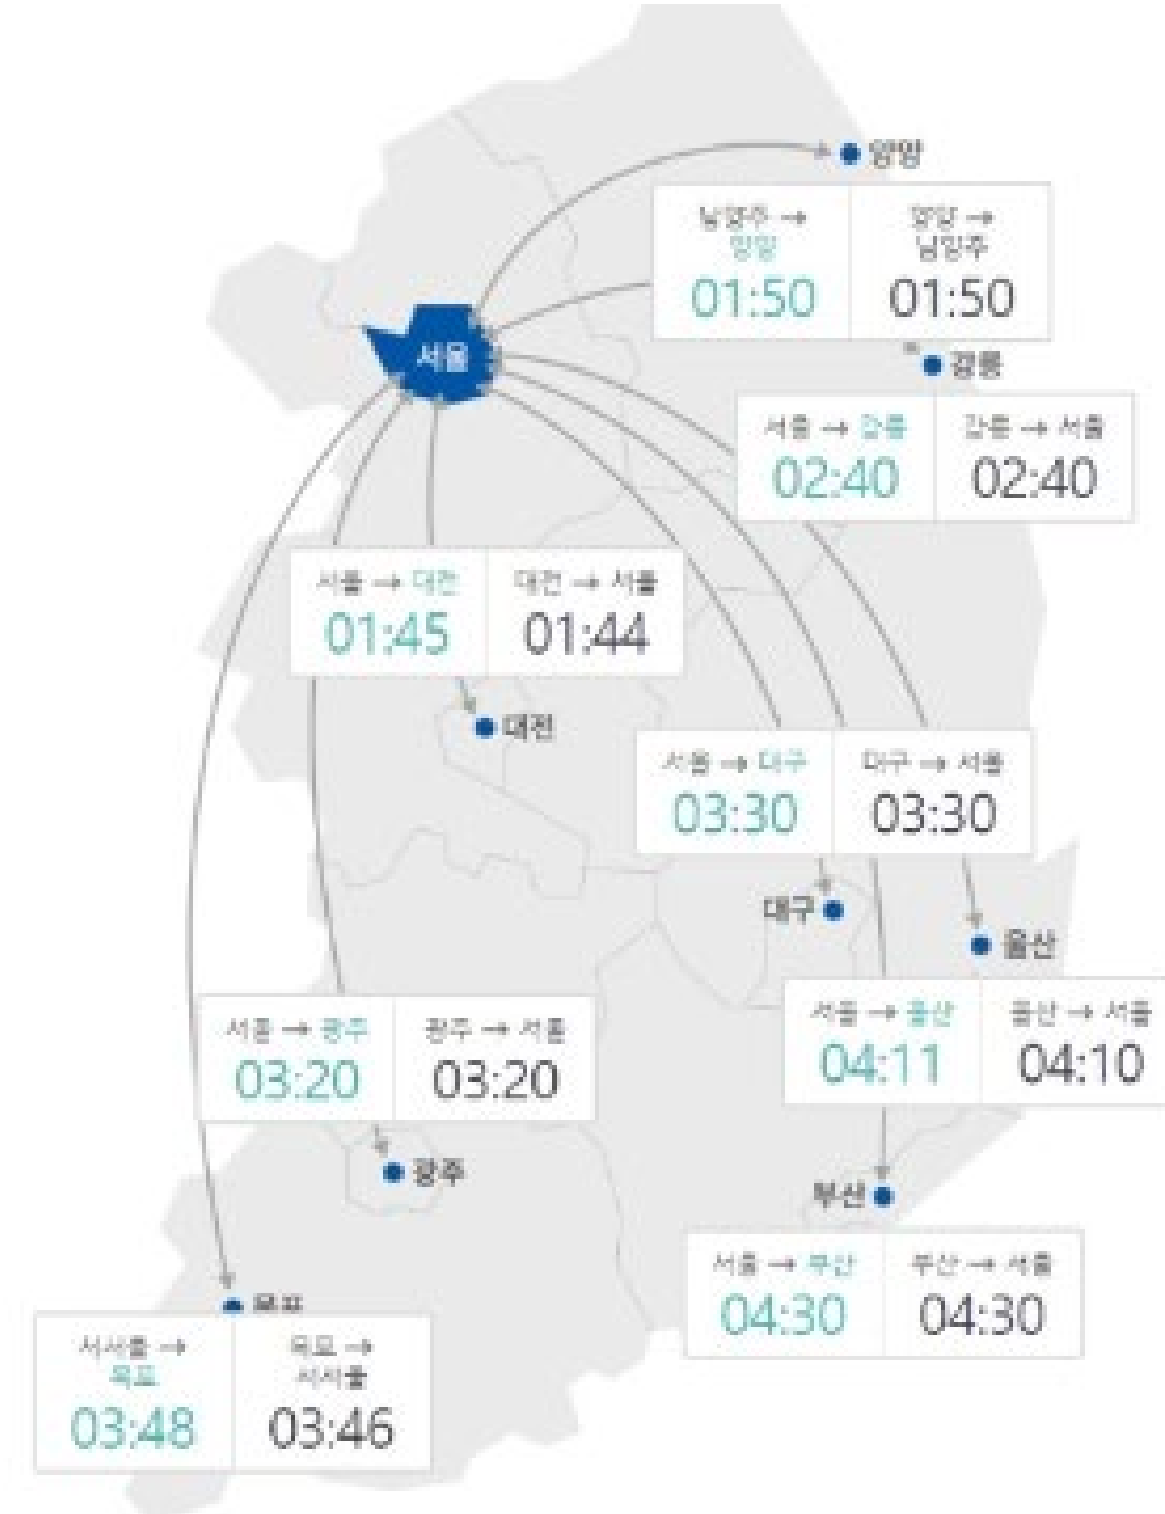 양양
남양주 →
양양
01:50
양양 →
남양주
01:50
서울
강릉
서울 → 강릉
02:40
강릉 → 서울
02:40
서울 → 대전
01:45
대전 → 서울
01:44
대전
서울 → 대구
03:30
대구 → 서울
03:30
대구
울산
서울 → 울산
04:11
울산 → 서울
04:10
서울 → 광주
03:20
광주 → 서울
03:20
광주
부산
서울 → 부산
04:30
부산 → 서울
04:30
목포
서서울 →
목포
03:48
목포 →
서서울
03:46